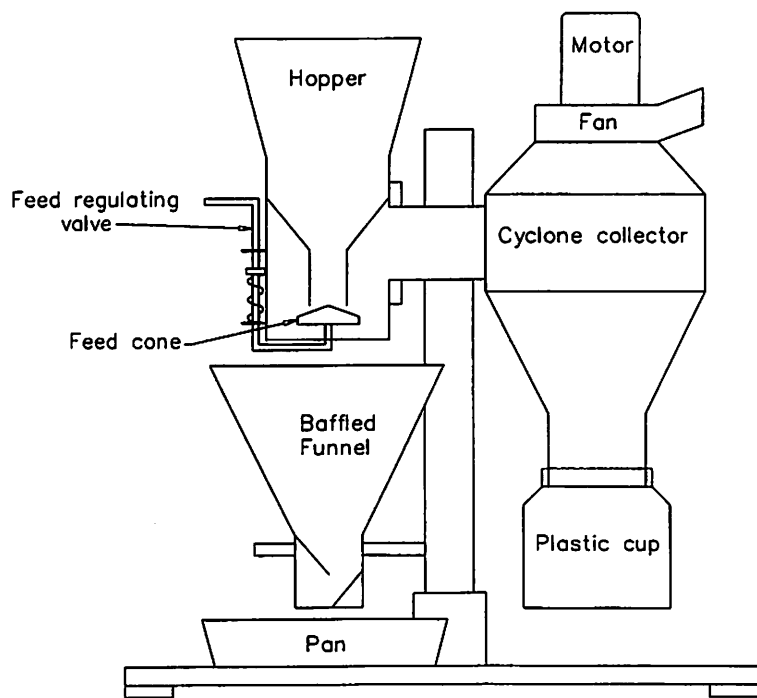 Motor
Hopper
Fan
Feed regulating
valve
Cyclone collector
Feed cone
Baffled
Funnel
Plastic cup
Pan